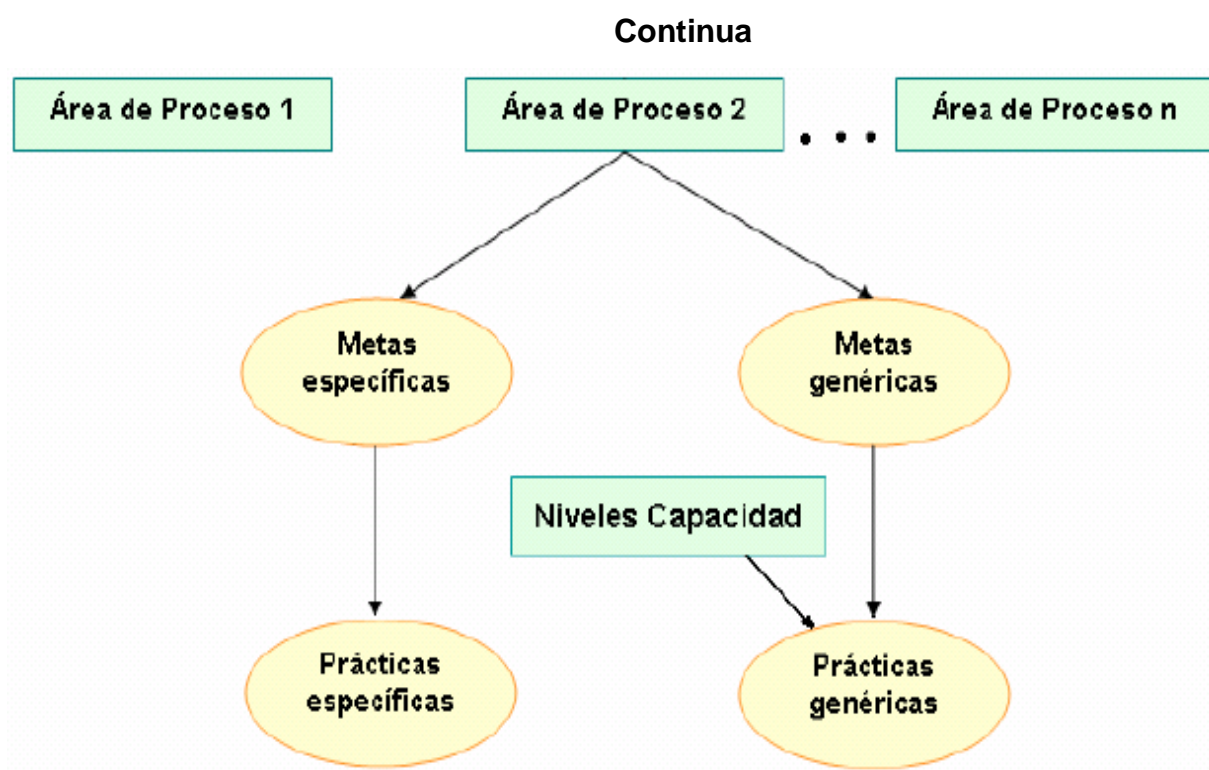 Continua
Área de Proceso 1
Área de Proceso 2
Área de Proceso n
Metas
específicas
Metas
genéricas
Niveles Capacidad
Prácticas
específicas
Prácticas
genéricas